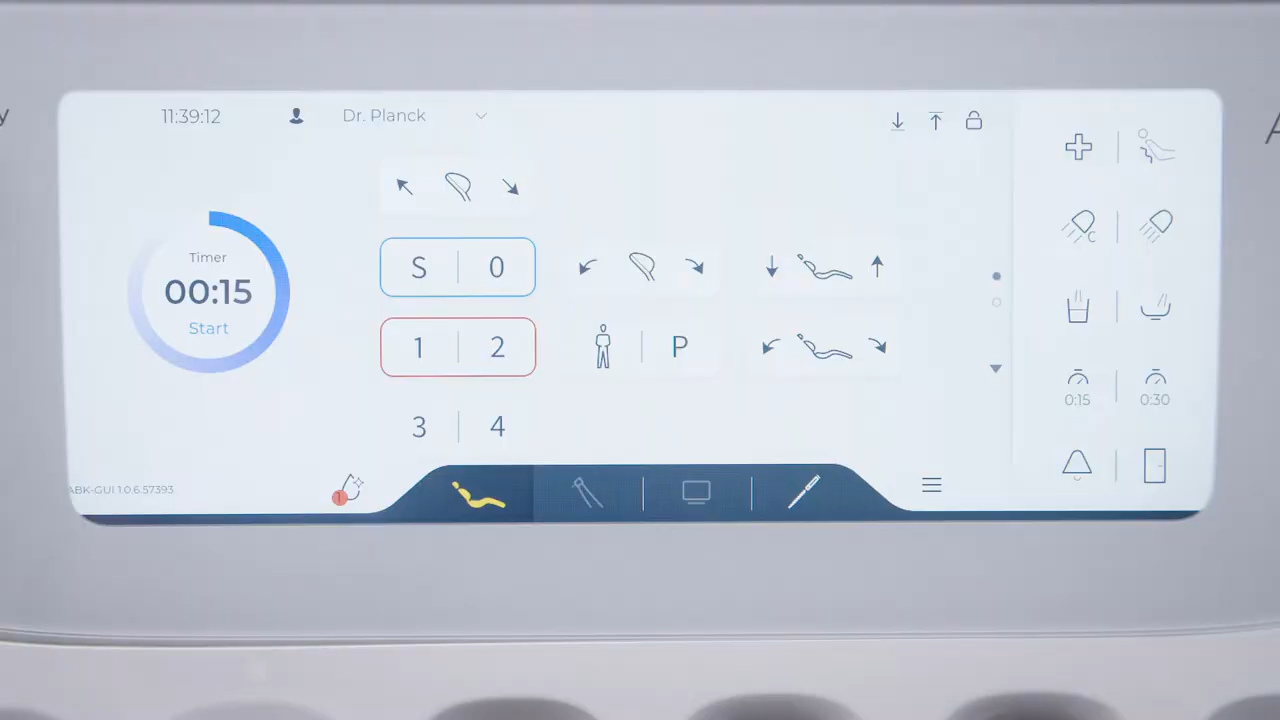 11:39:12 Dr. Planck
Timer
00:15
Start
S 0
1 2
P
3 4
C
0:15 0:30
ABK-GUI 1.0.6.57393
1